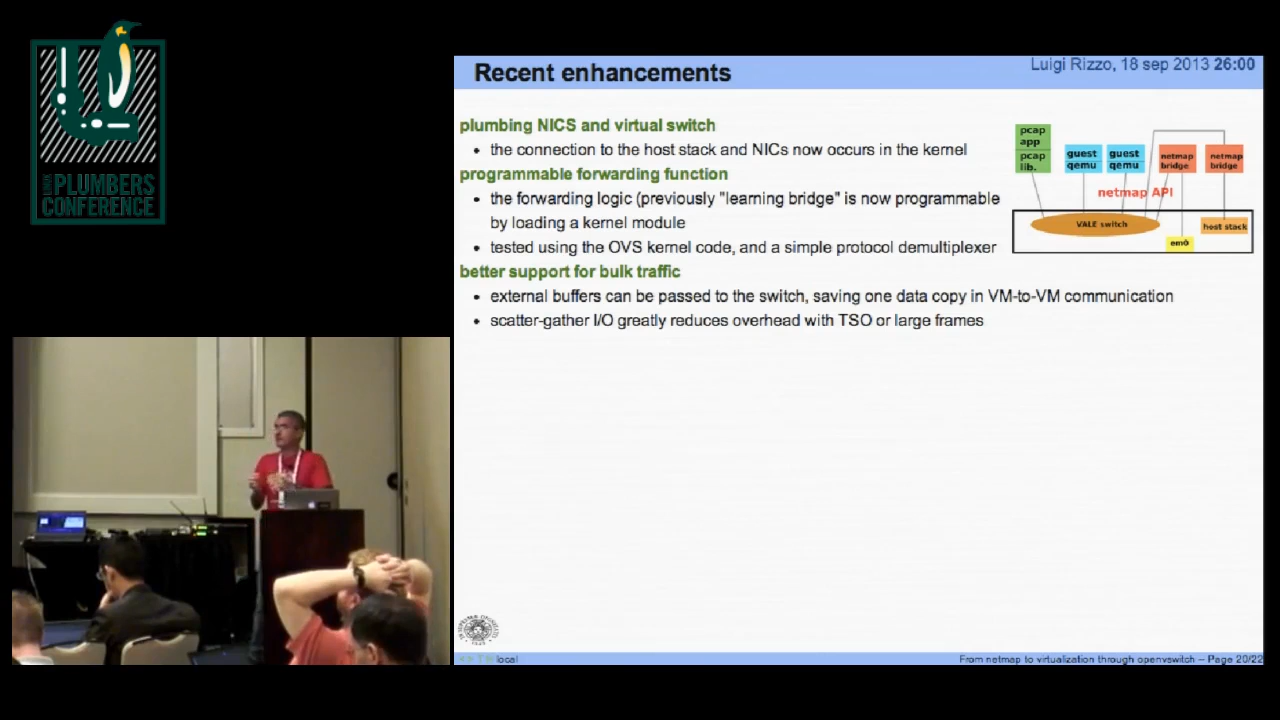 LINUX PLUMBERS
CONFERENCE
Recent enhancements
Luigi Rizzo, 18 sep 2013 26:00
plumbing NICS and virtual switch
• the connection to the host stack and NICs now occurs in the kernel
programmable forwarding function
• the forwarding logic (previously "learning bridge" is now programmable
by loading a kernel module
• tested using the OVS kernel code, and a simple protocol demultiplexer
better support for bulk traffic
• external buffers can be passed to the switch, saving one data copy in VM-to-VM communication
• scatter-gather I/O greatly reduces overhead with TSO or large frames
pcap
app
pcap
lib.
guest
qemu
guest
qemu
netmap
bridge
netmap
bridge
netmap API
VALE switch
host stack
em0
local
From netmap to virtualization through openvswitch – Page 20/22